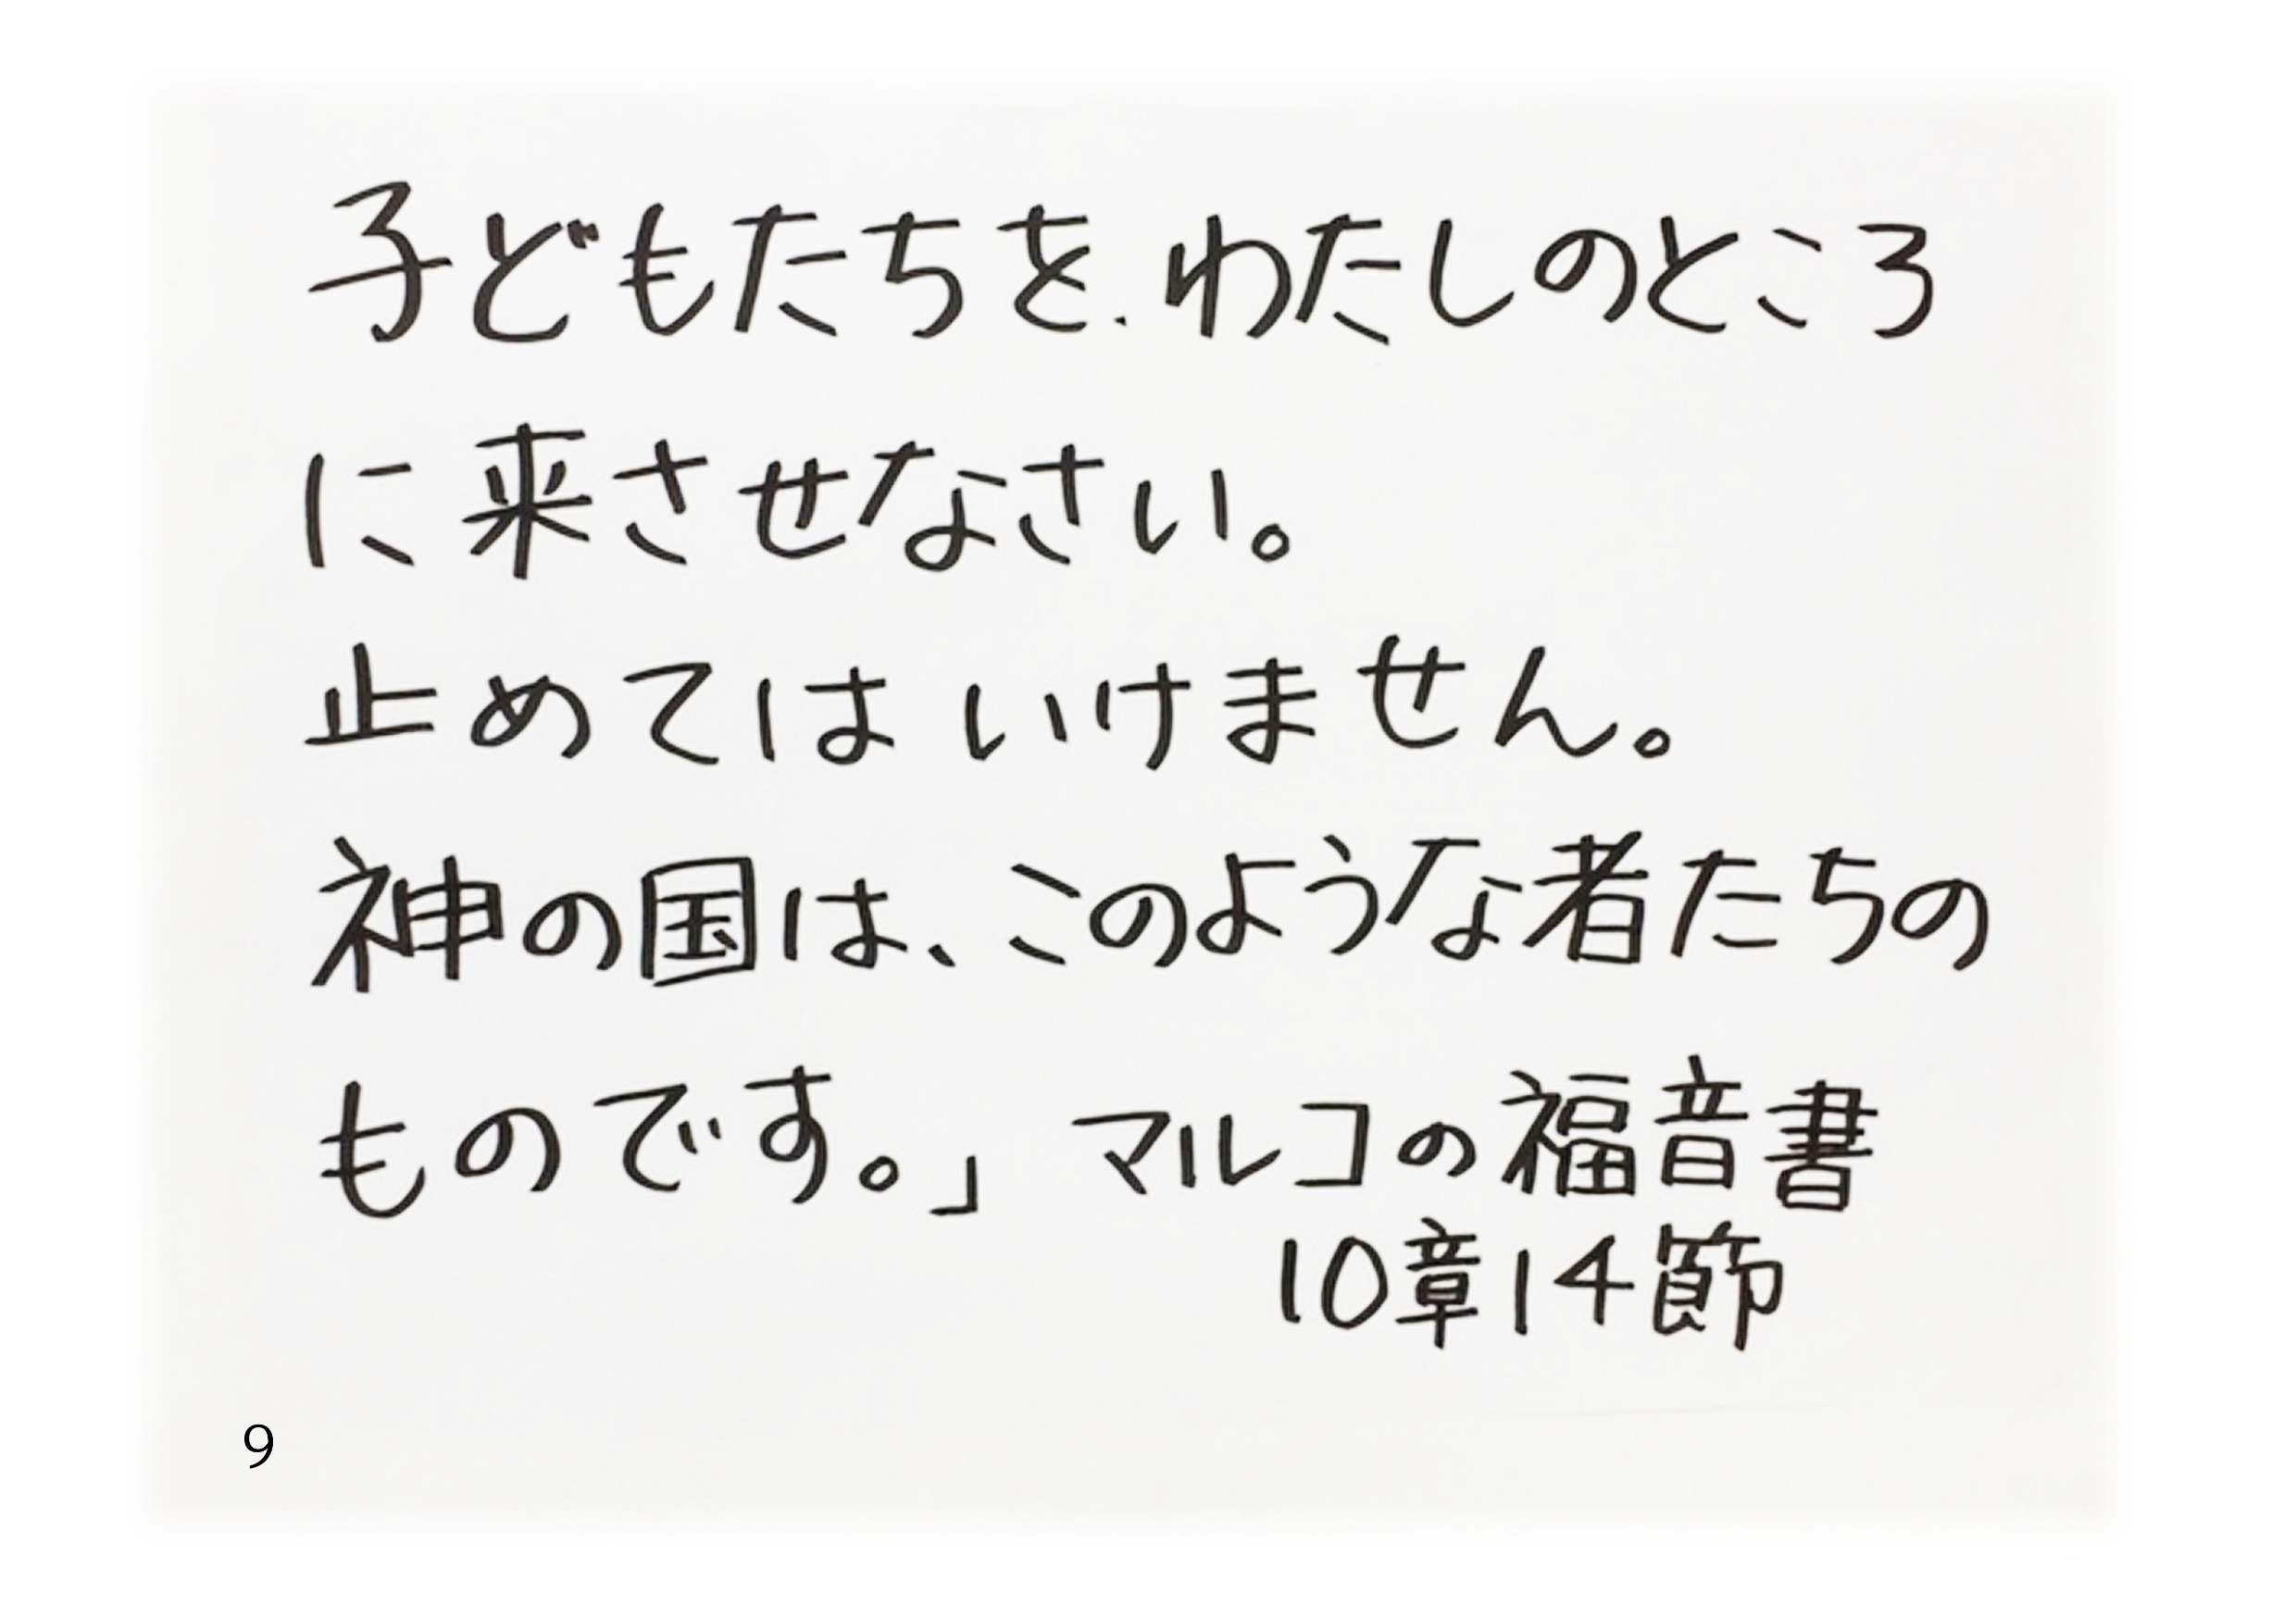 子どもたちを、わたしのところ
に来させなさい。
止めてはいけません。
神の国は、このような者たちの
ものです。」 マルコの福音書
10章14節
9